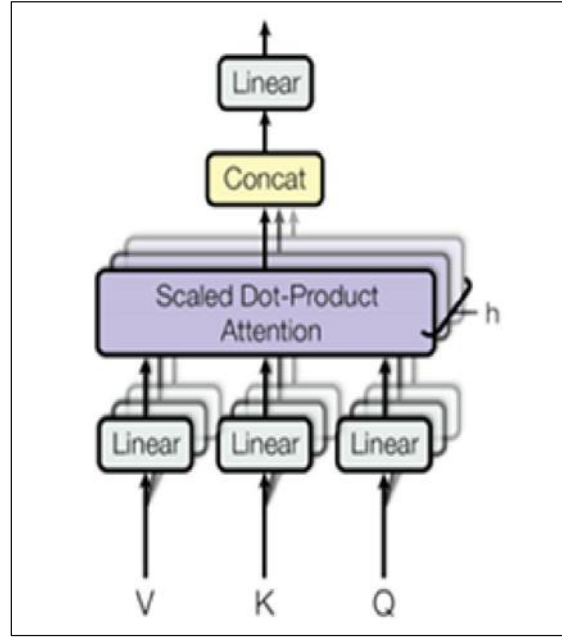 Linear
Concat
Scaled Dot-Product
Attention
h
Linear
Linear
Linear
V
K
Q